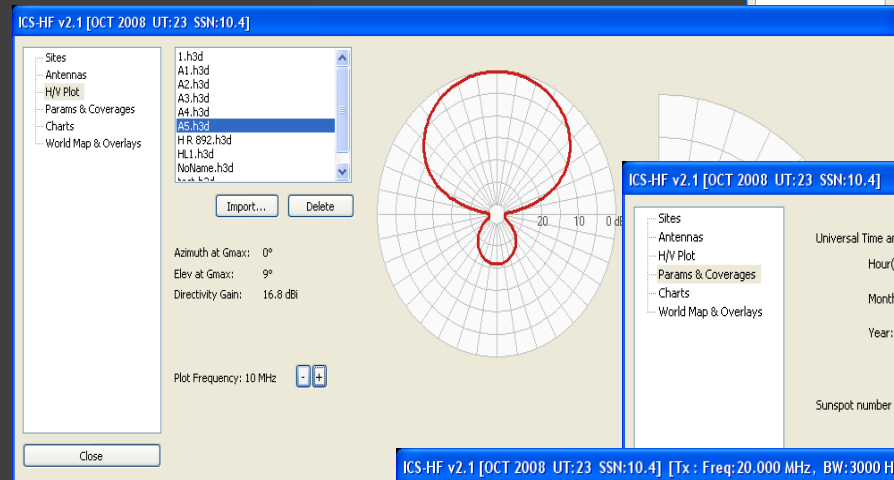 ICS-HF v2.1 [OCT 2008 UT:23 SSN:10.4]
Sites
Antennas
H/V Plot
Params & Coverages
Charts
World Map & Overlays
1.h3d
A1.h3d
A2.h3d
A3.h3d
A4.h3d
A5.h3d
H R 892.h3d
HL1.h3d
NoName.h3d
Import...
Delete
Azimuth at Gmax: 0°
Elev at Gmax: 9°
Directivity Gain: 16.8 dBi
Plot Frequency: 10 MHz - +
Close
20 10 0 dB
ICS-HF v2.1 [OCT 2008 UT:23 SSN:10.4]
Sites
Antennas
H/V Plot
Params & Coverages
Charts
World Map & Overlays
Universal Time an
Hour(
Month
Year:
Sunspot number
ICS-HF v2.1 [OCT 2008 UT:23 SSN:10.4] [Tx : Freq:20.000 MHz, BW:3000 H